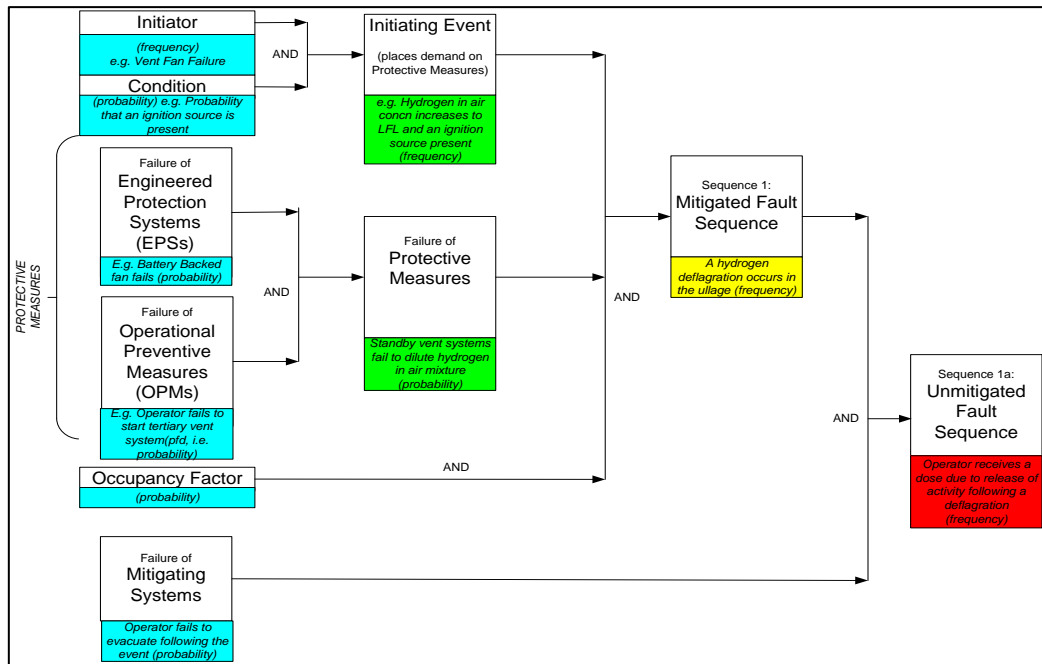 Initiator
(frequency)
e.g. Vent Fan Failure
Condition
(probability) e.g. Probability
that an ignition source is
present
AND
Initiating Event
(places demand on
Protective Measures)
e.g. Hydrogen in air
concn increases to
LFL and an ignition
source present
(frequency)
PROTECTIVE
MEASURES
Failure of
Engineered
Protection
Systems
(EPSs)
E.g. Battery Backed
fan fails (probability)
Failure of
Operational
Preventive
Measures
(OPMs)
E.g. Operator fails to
start tertiary vent
system(pfd, i.e.
probability)
AND
Failure of
Protective
Measures
Standby vent systems
fail to dilute hydrogen
in air mixture
(probability)
Occupancy Factor
(probability)
AND
AND
Sequence 1:
Mitigated Fault
Sequence
A hydrogen
deflagration occurs in
the ullage (frequency)
Failure of
Mitigating
Systems
Operator fails to
evacuate following the
event (probability)
AND
Sequence 1a:
Unmitigated
Fault
Sequence
Operator receives a
dose due to release of
activity following a
deflagration
(frequency)